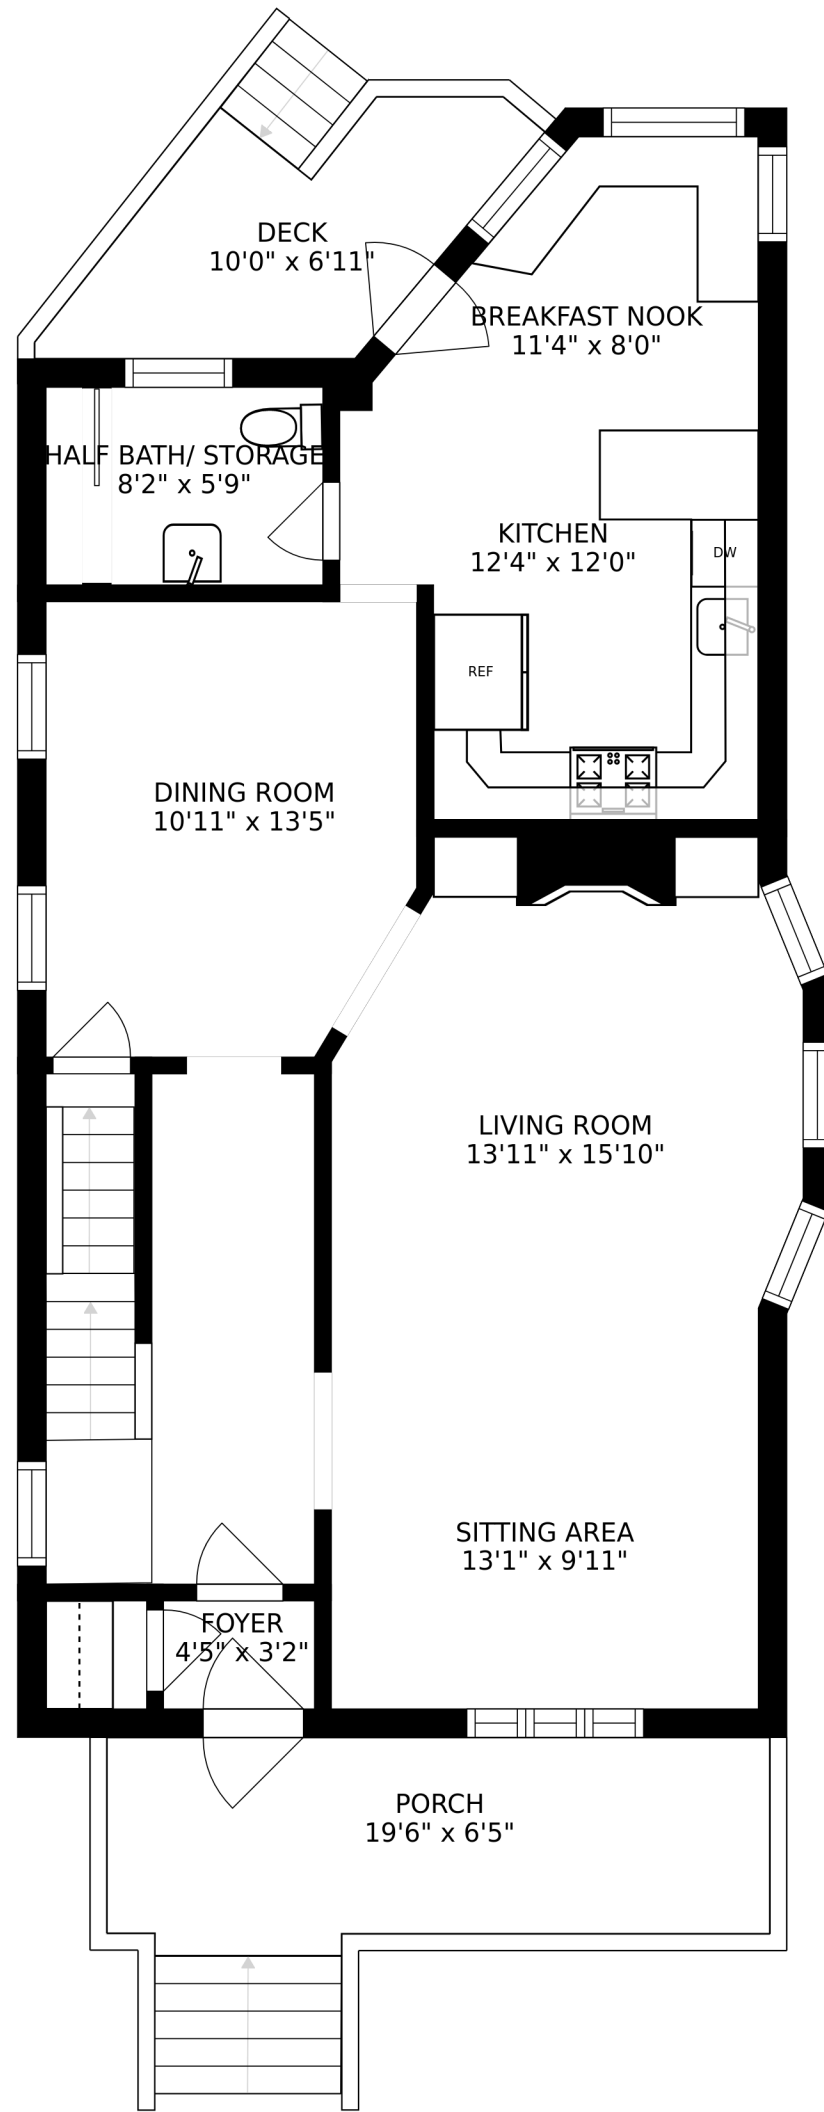 DECK
10'0" x 6'11"
BREAKFAST NOOK
11'4" x 8'0"
HALF BATH/ STORAGE
8'2" x 5'9"
KITCHEN
12'4" x 12'0"
DW
REF
DINING ROOM
10'11" x 13'5"
LIVING ROOM
13'11" x 15'10"
SITTING AREA
13'1" x 9'11"
FOYER
4'5" x 3'2"
PORCH
19'6" x 6'5"